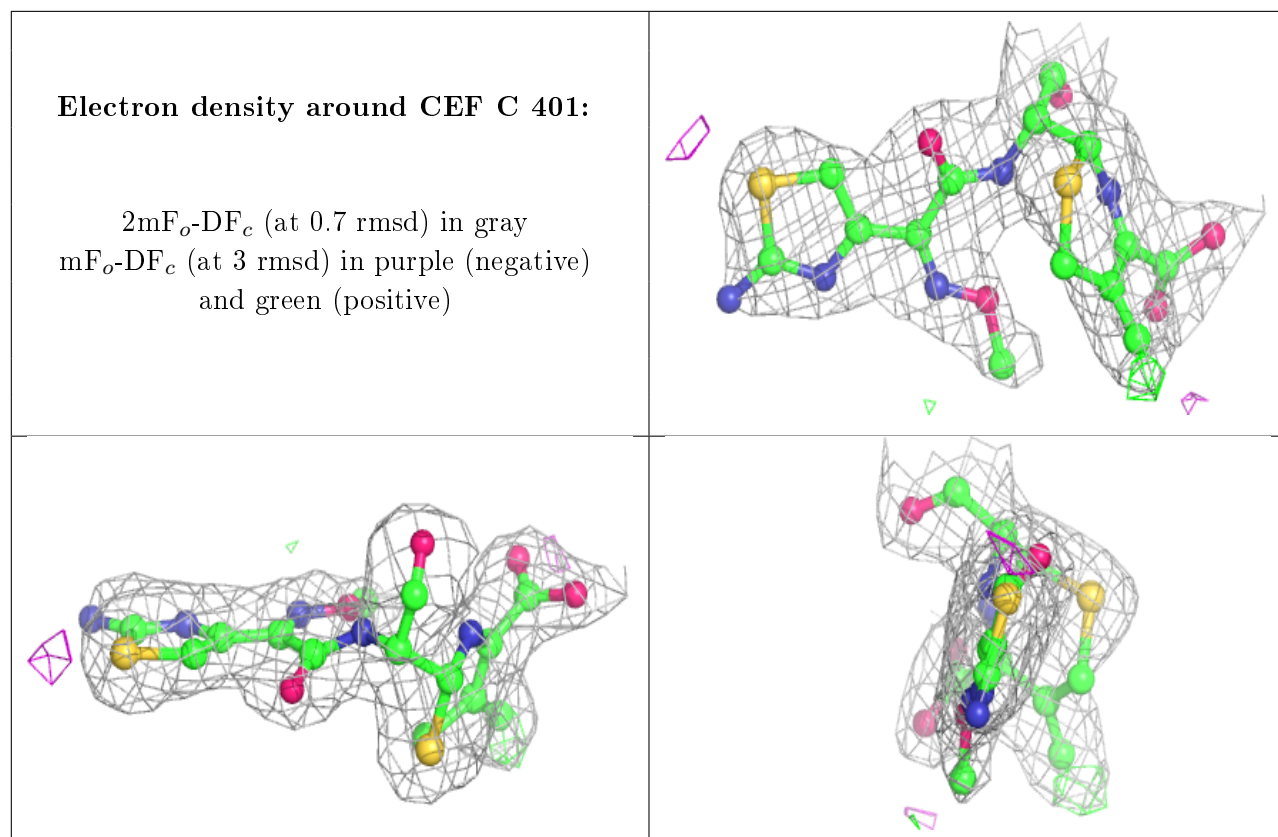 Electron density around CEF C 401:
2mFo-DFc (at 0.7 rmsd) in gray
mFo-DFc (at 3 rmsd) in purple (negative)
and green (positive)